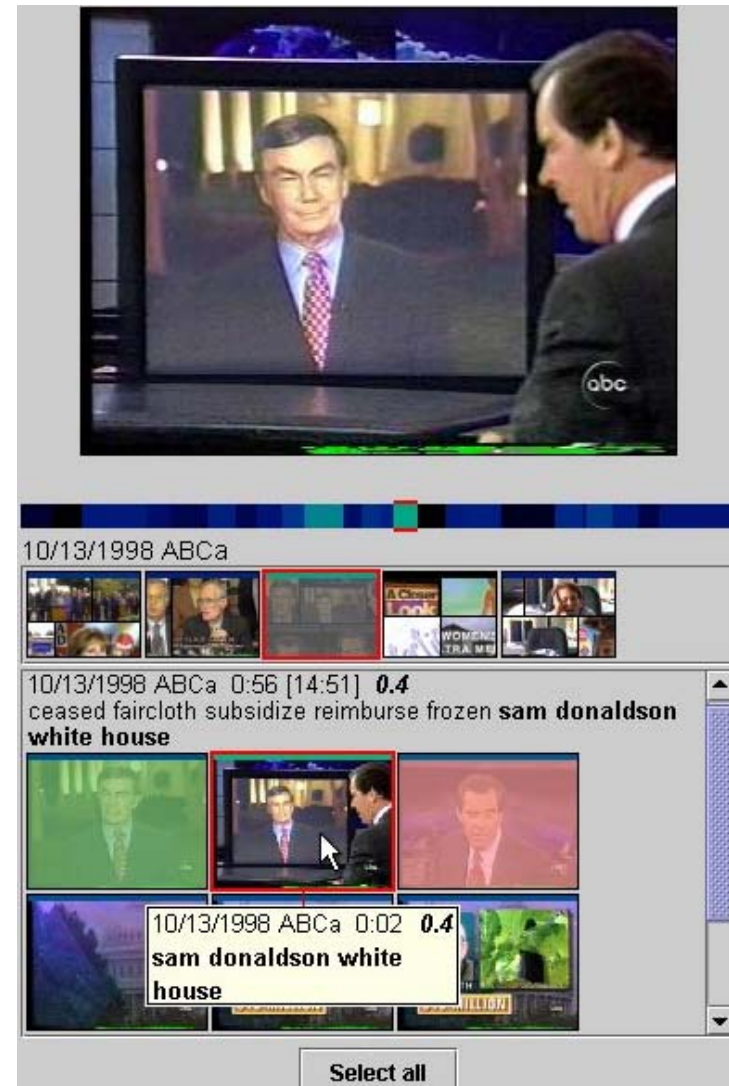 abc
10/13/1998 ABCa
A Closer
Look
WOMEN'S
10/13/1998 ABCa 0:56 [14:51] 0.4
ceased faircloth subsidize reimburse frozen sam donaldson
white house
10/13/1998 ABCa 0:02 0.4
sam donaldson white
house
MILLION
Select all